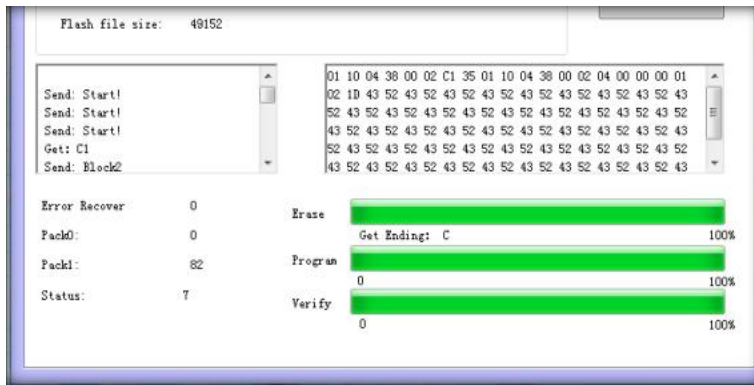 Flash file size: 49152
Send: Start!
Send: Start!
Send: Start!
Get: C1
Send: Block2
01 10 04 38 00 02 C1 35 01 10 04 38 00 02 04 00 00 00 01
02 1D 43 52 43 52 43 52 43 52 43 52 43 52 43 52 43 52 43
52 43 52 43 52 43 52 43 52 43 52 43 52 43 52 43 52 43 52
43 52 43 52 43 52 43 52 43 52 43 52 43 52 43 52 43 52 43
52 43 52 43 52 43 52 43 52 43 52 43 52 43 52 43 52 43 52
43 52 43 52 43 52 43 52 43 52 43 52 43 52 43 52 43 52 43
Error Recover 0
Pack0: 0
Pack1: 82
Status: 7
Erase
Get Ending: C 100%
Program
0 100%
Verify
0 100%